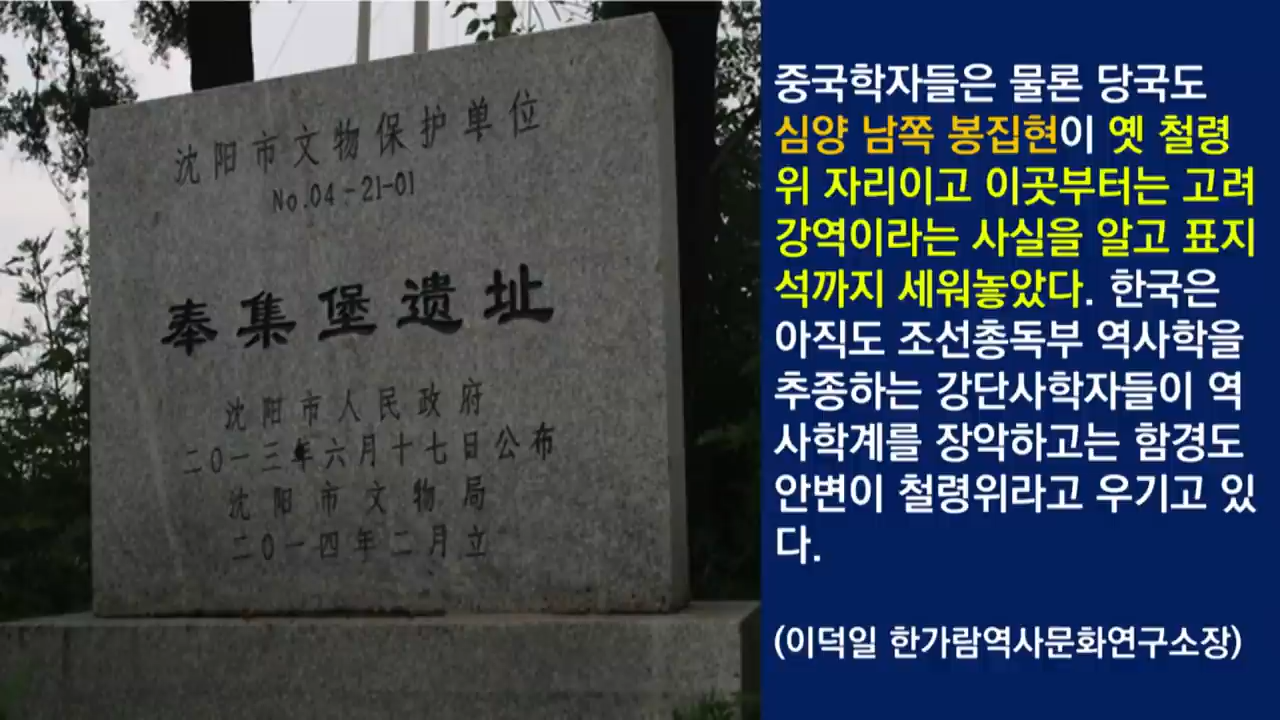 沈阳市文物保护单位
No.04-21-01
奉集堡遗址
沈阳市人民政府
二〇一三年六月十七日公布
沈阳市文物局
二〇一四年二月立
중국학자들은 물론 당국도
심양 남쪽 봉집현이 옛 철령
위 자리이고 이곳부터는 고려
강역이라는 사실을 알고 표지
석까지 세워놓았다. 한국은
아직도 조선총독부 역사학을
추종하는 강단사학자들이 역
사학계를 장악하고는 함경도
안변이 철령위라고 우기고 있
다.
(이덕일 한가람역사문화연구소장)